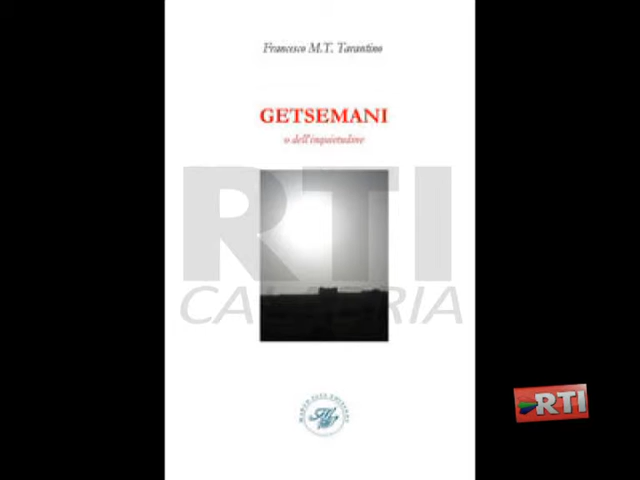 Francesco M.T. Tarantino
GETSEMANI
o dell'inquietudine
RTI
CALABRIA
RTI